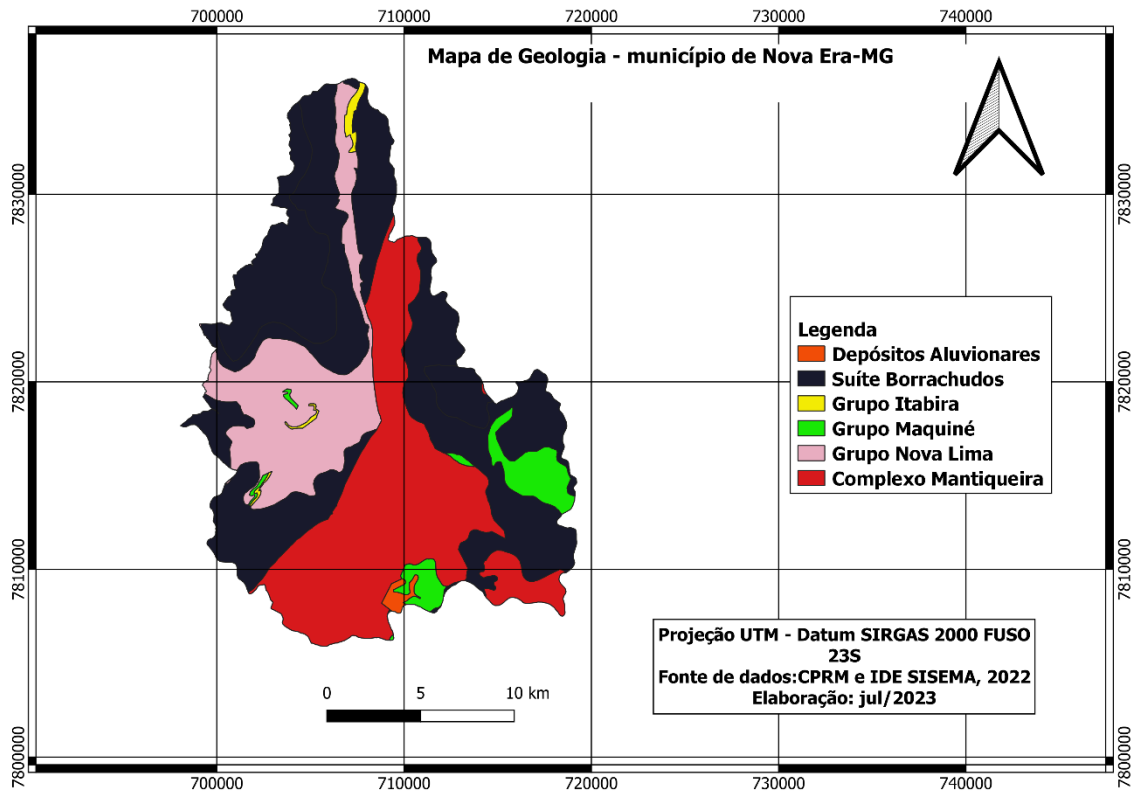 700000 710000 720000 730000 740000
Mapa de Geologia - município de Nova Era-MG
7830000 7830000
Legenda
Depósitos Aluvionares
Suíte Borrachudos
Grupo Itabira
Grupo Maquiné
Grupo Nova Lima
Complexo Mantiqueira
7820000 7820000
7810000 7810000
Projeção UTM - Datum SIRGAS 2000 FUSO
23S
Fonte de dados:CPRM e IDE SISEMA, 2022
Elaboração: jul/2023
0 5 10 km
7800000 7800000
700000 710000 720000 730000 740000